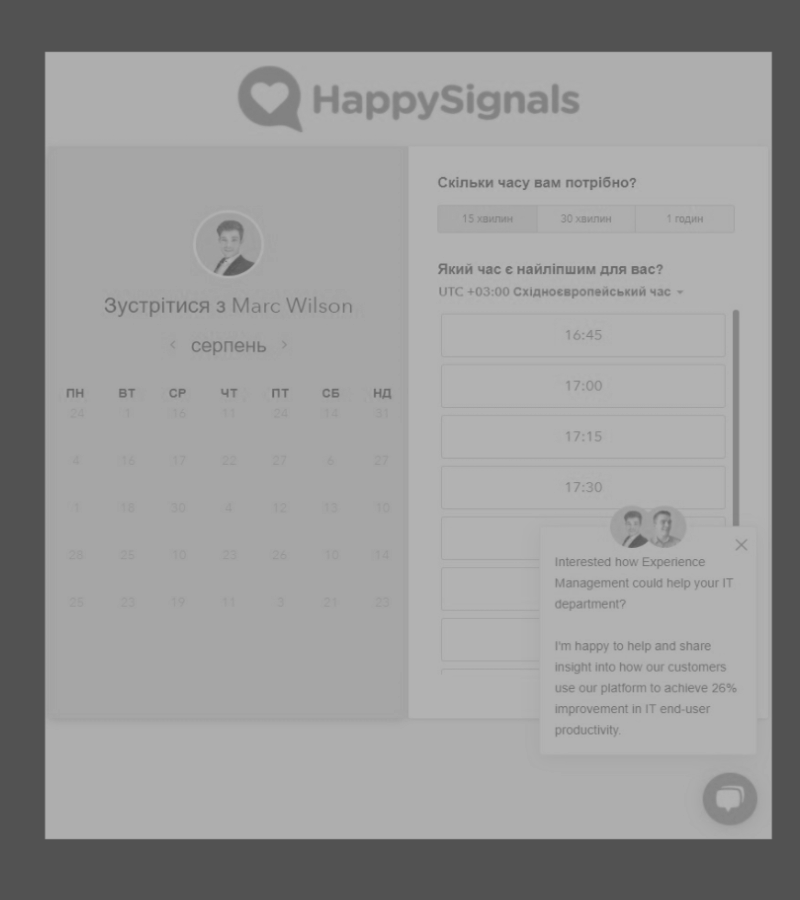 HappySignals
Зустрітися з Marc Wilson
серпень
ПН ВТ СР ЧТ ПТ СБ НД
24 1 16 11 24 14 31
4 16 17 22 27 6 27
1 18 30 4 12 13 10
28 25 10 23 26 10 14
25 23 19 11 3 21 23
Скільки часу вам потрібно?
15 хвилин 30 хвилин 1 годин
Який час є найліпшим для вас?
UTC +03:00 Східноєвропейський час
16:45
17:00
17:15
17:30
Interested how Experience
Management could help your IT
department?
I'm happy to help and share
insight into how our customers
use our platform to achieve 26%
improvement in IT end-user
productivity.